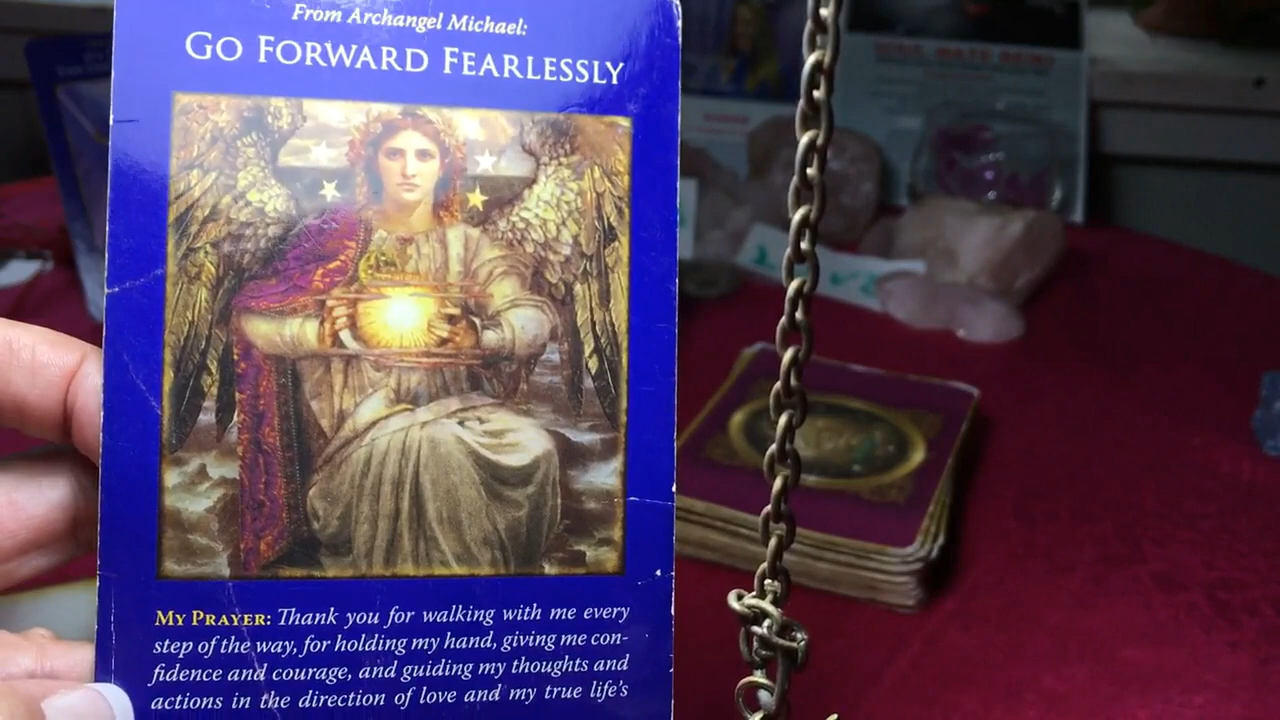 From Archangel Michael:
GO FORWARD FEARLESSLY
MY PRAYER: Thank you for walking with me every
step of the way, for holding my hand, giving me con-
fidence and courage, and guiding my thoughts and
actions in the direction of love and my true life's